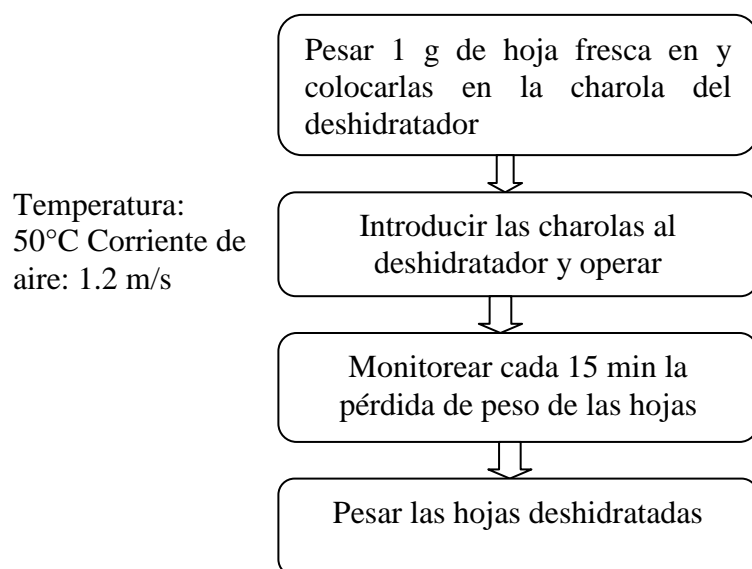 Pesar 1 g de hoja fresca en y
colocarlas en la charola del
deshidratador
Temperatura:
50°C Corriente de
aire: 1.2 m/s
Introducir las charolas al
deshidratador y operar
Monitorear cada 15 min la
pérdida de peso de las hojas
Pesar las hojas deshidratadas